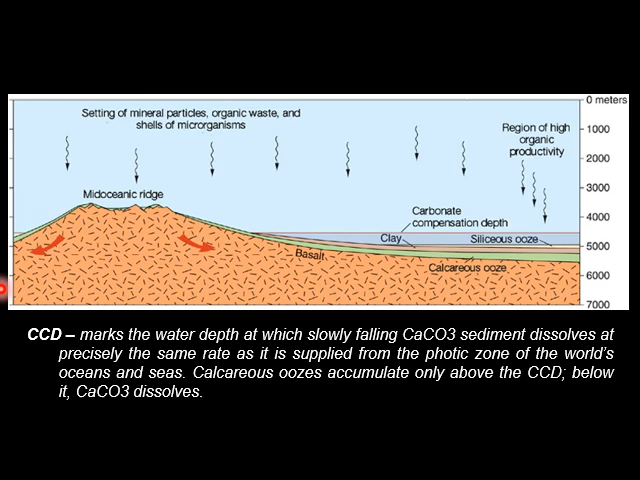 0 meters
Setting of mineral particles, organic waste, and
shells of microrganisms
1000
Region of high
organic
productivity
2000
Midoceanic ridge
3000
Carbonate
compensation depth
4000
Clay
Siliceous ooze
5000
Basalt
Calcareous ooze
6000
7000
CCD – marks the water depth at which slowly falling CaCO3 sediment dissolves at
precisely the same rate as it is supplied from the photic zone of the world's
oceans and seas. Calcareous oozes accumulate only above the CCD; below
it, CaCO3 dissolves.